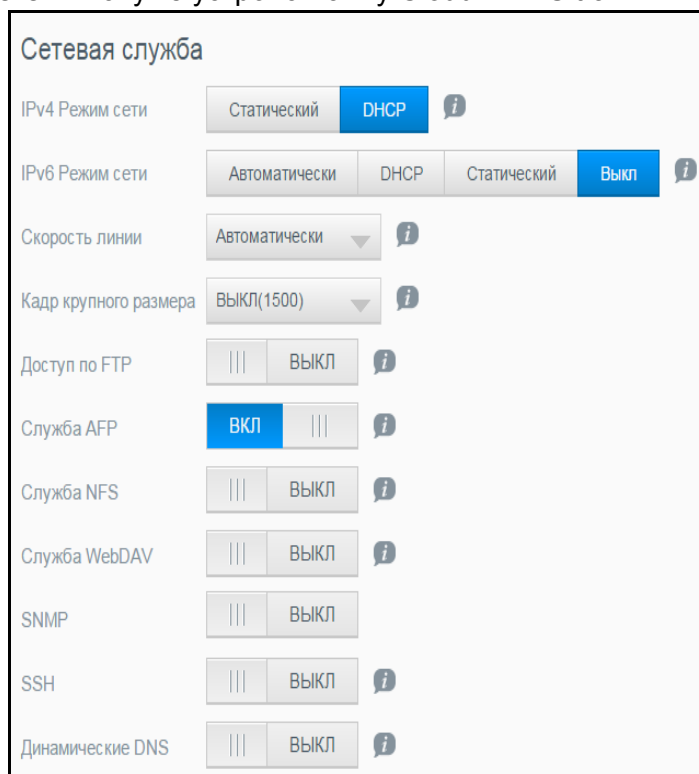 Сетевая служба
IPv4 Режим сети Статический DHCP i
IPv6 Режим сети Автоматически DHCP Статический Выкл i
Скорость линии Автоматически i
Кадр крупного размера ВЫКЛ(1500) i
Доступ по FTP ВЫКЛ i
Служба AFP ВКЛ i
Служба NFS ВЫКЛ i
Служба WebDAV ВЫКЛ i
SNMP ВЫКЛ
SSH ВЫКЛ i
Динамические DNS ВЫКЛ i